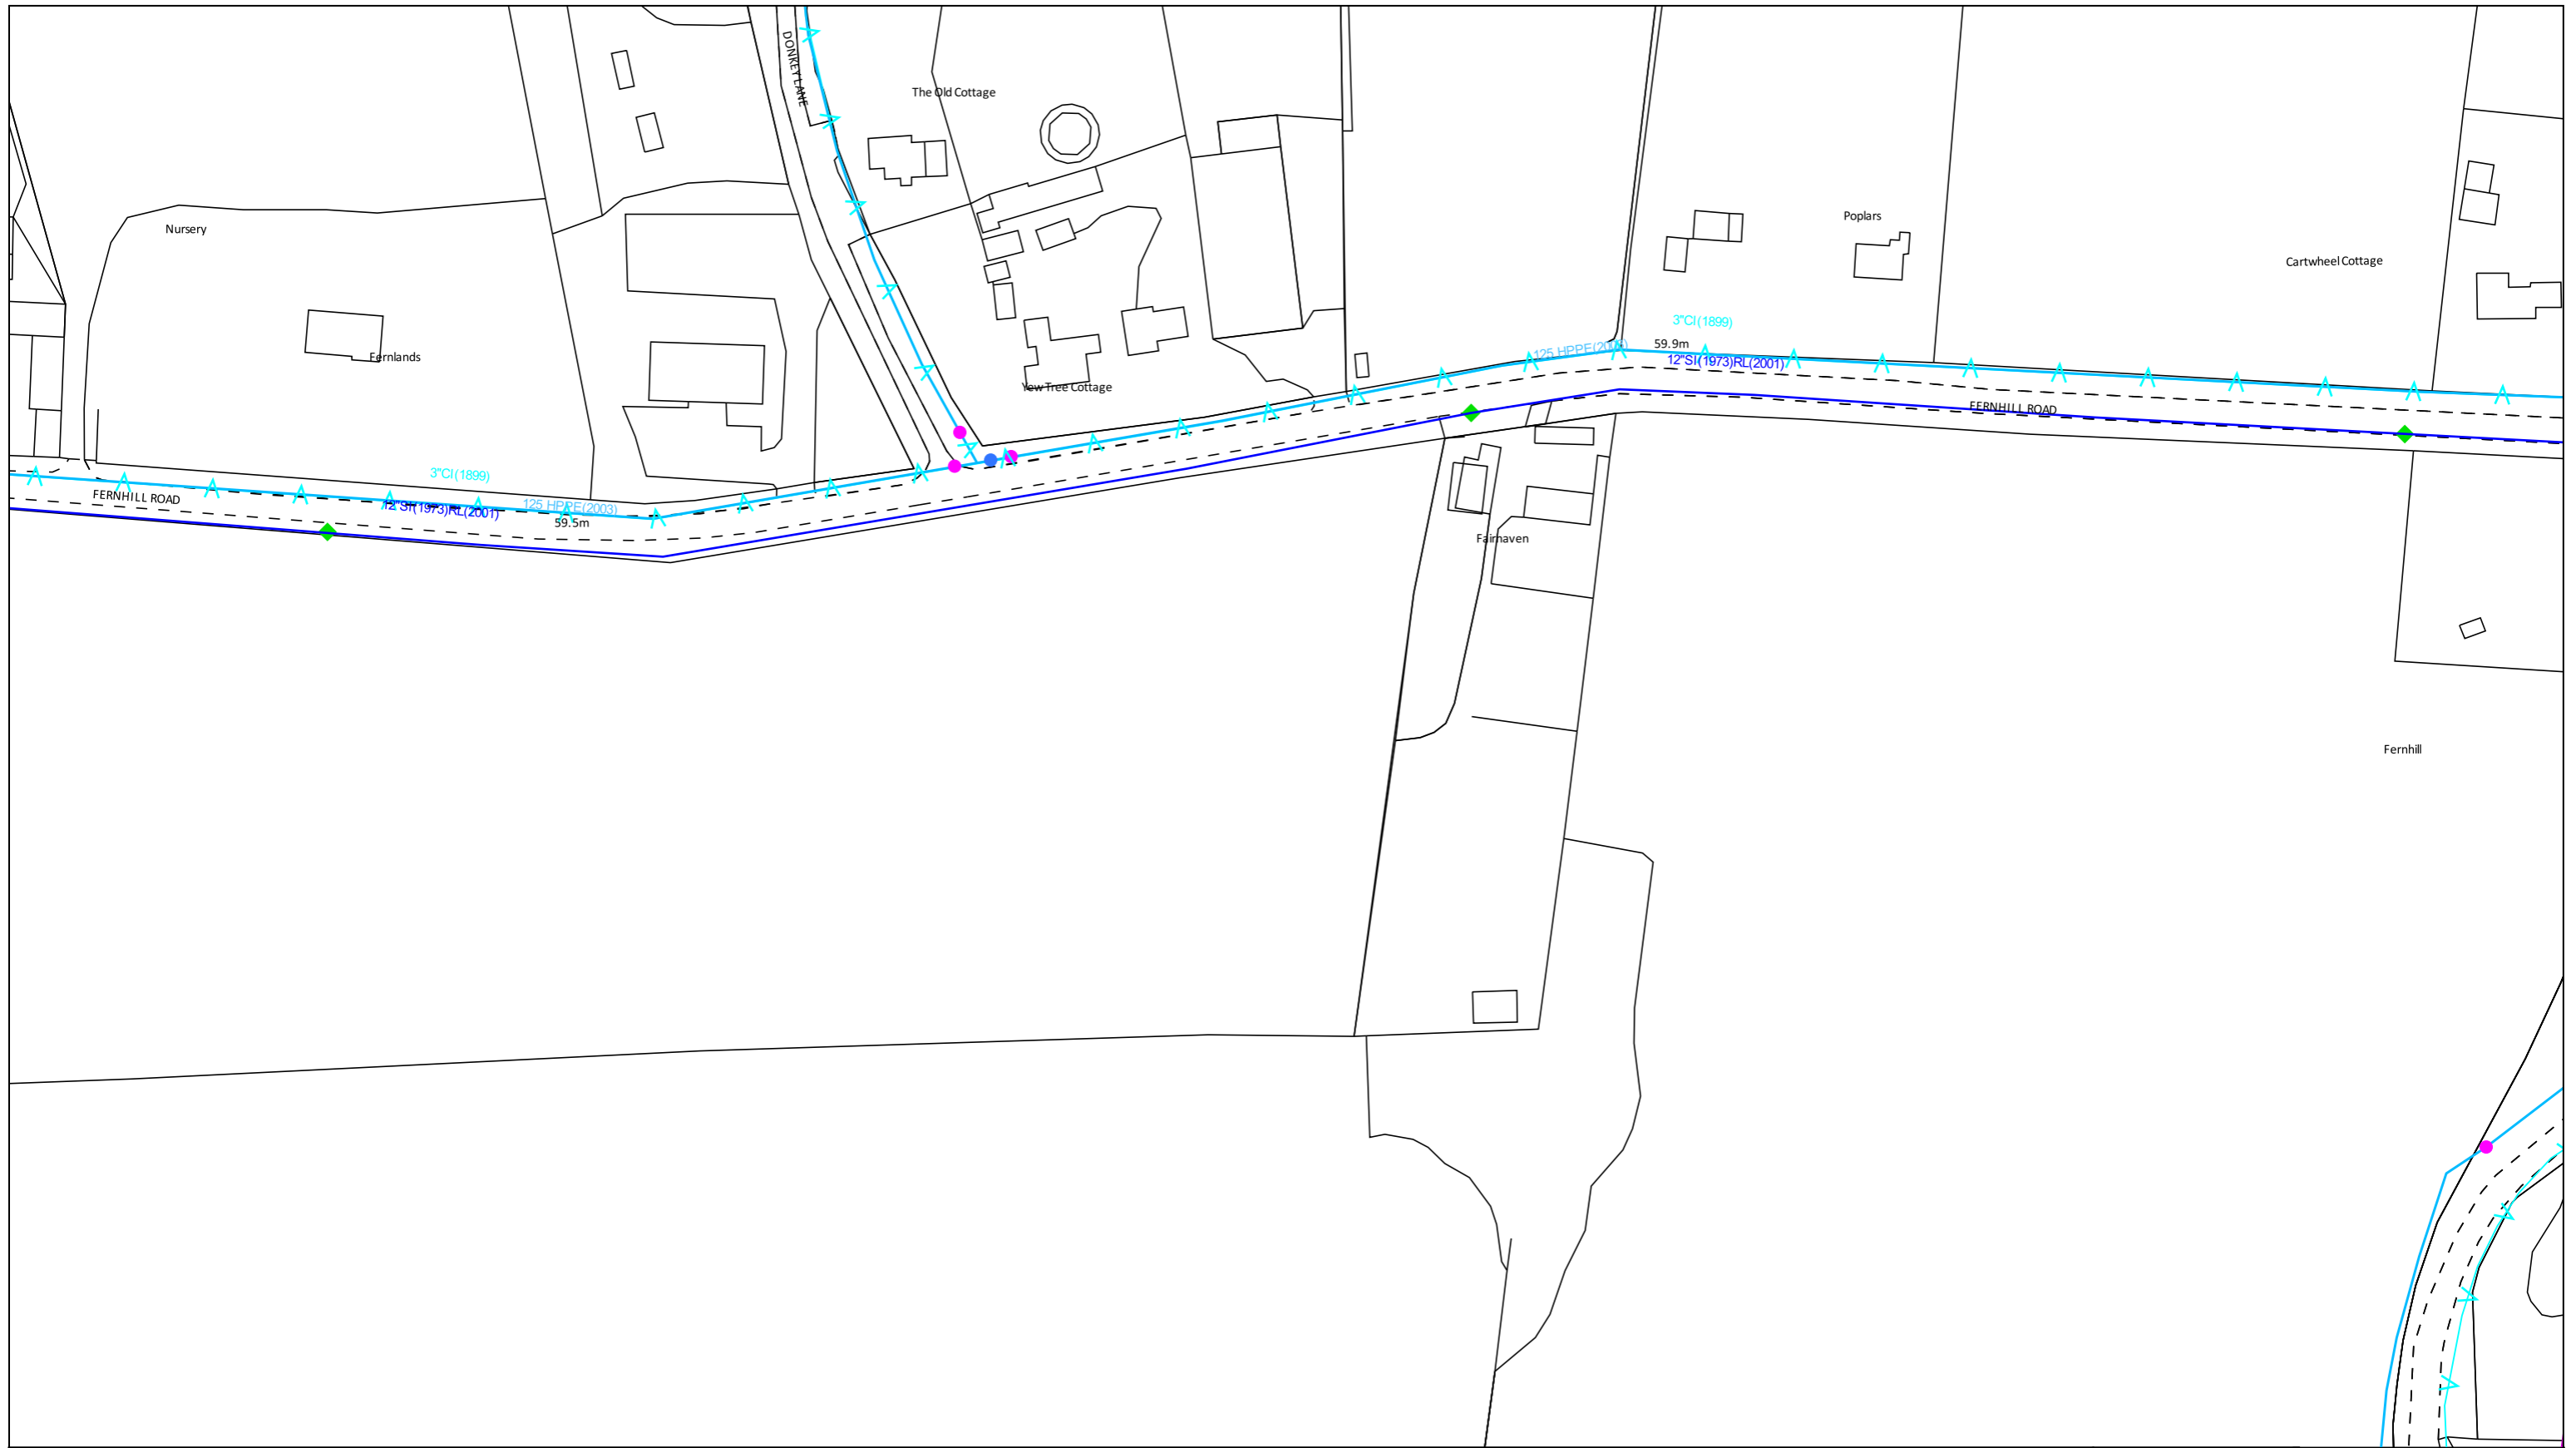 DONKEY LANE
The Old Cottage
Poplars
Nursery
Cartwheel Cottage
3"CI(1899)
59.9m
125 HPPE
12"SI(1973)RL(2001)
Fernlands
Yew Tree Cottage
FERNHILL ROAD
3"CI(1899)
FERNHILL ROAD
12"SI(1973)RL(2001)
125 HPPE(2003)
59.5m
Fairhaven
Fernhill